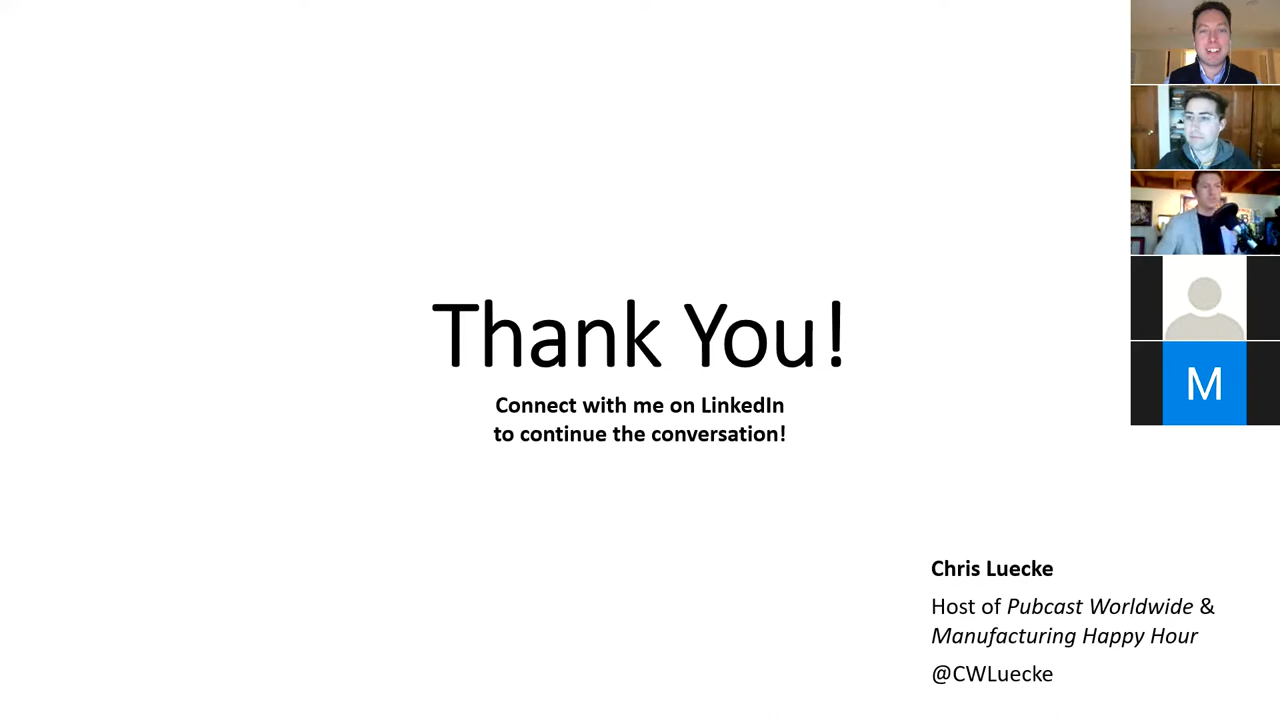 Thank You!
Connect with me on LinkedIn
to continue the conversation!
M
Chris Luecke
Host of Pubcast Worldwide &
Manufacturing Happy Hour
@CWLuecke